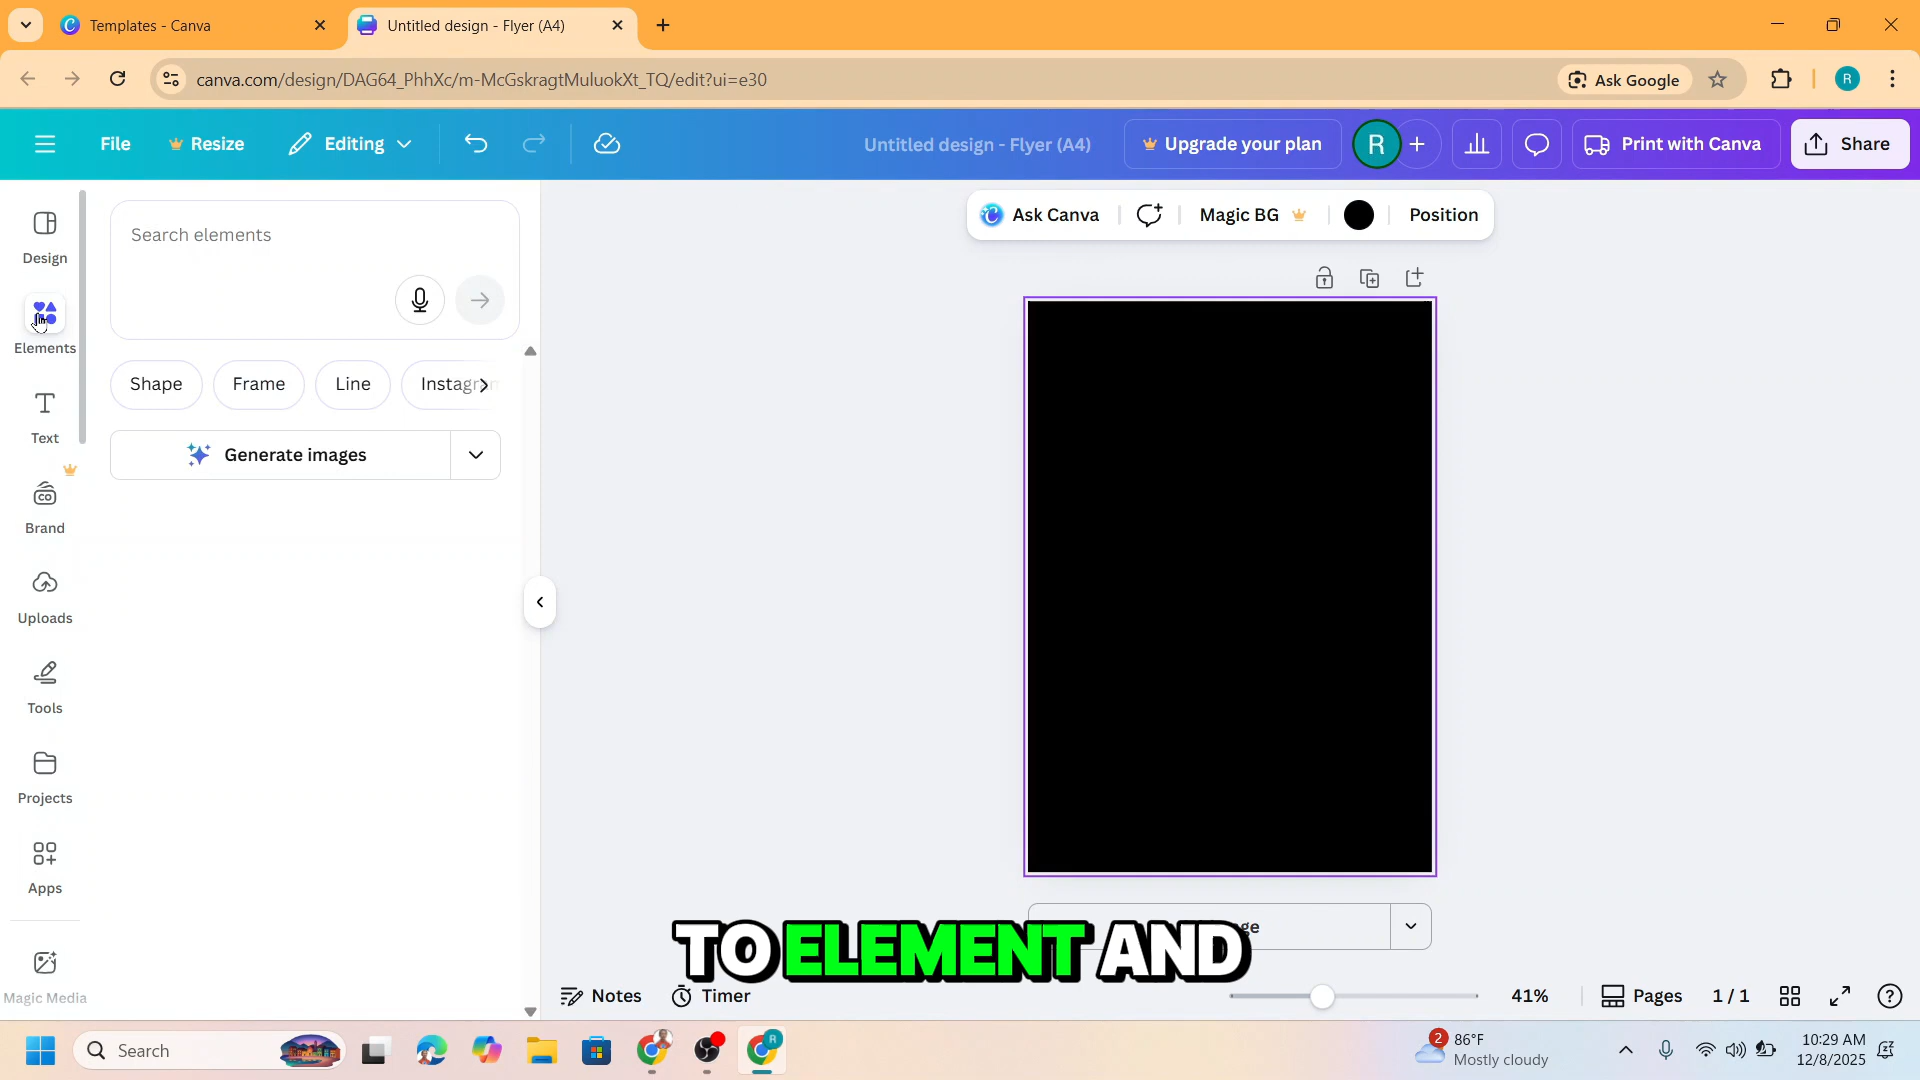 Templates - Canva
Untitled design - Flyer (A4)
canva.com/design/DAG64_PhhXc/m-McGskragtMuluokXt_TQ/edit?ui=e30
Ask Google
R
File
Resize
Editing
Untitled design - Flyer (A4)
Upgrade your plan
R
Print with Canva
Share
Design
Elements
Text
Brand
Uploads
Tools
Projects
Apps
Magic Media
Search elements
Shape
Frame
Line
Instagram
Generate images
Ask Canva
Magic BG
Position
TO ELEMENT AND
Notes
Timer
41%
Pages
1 / 1
Search
2
86°F
Mostly cloudy
10:29 AM
12/8/2025